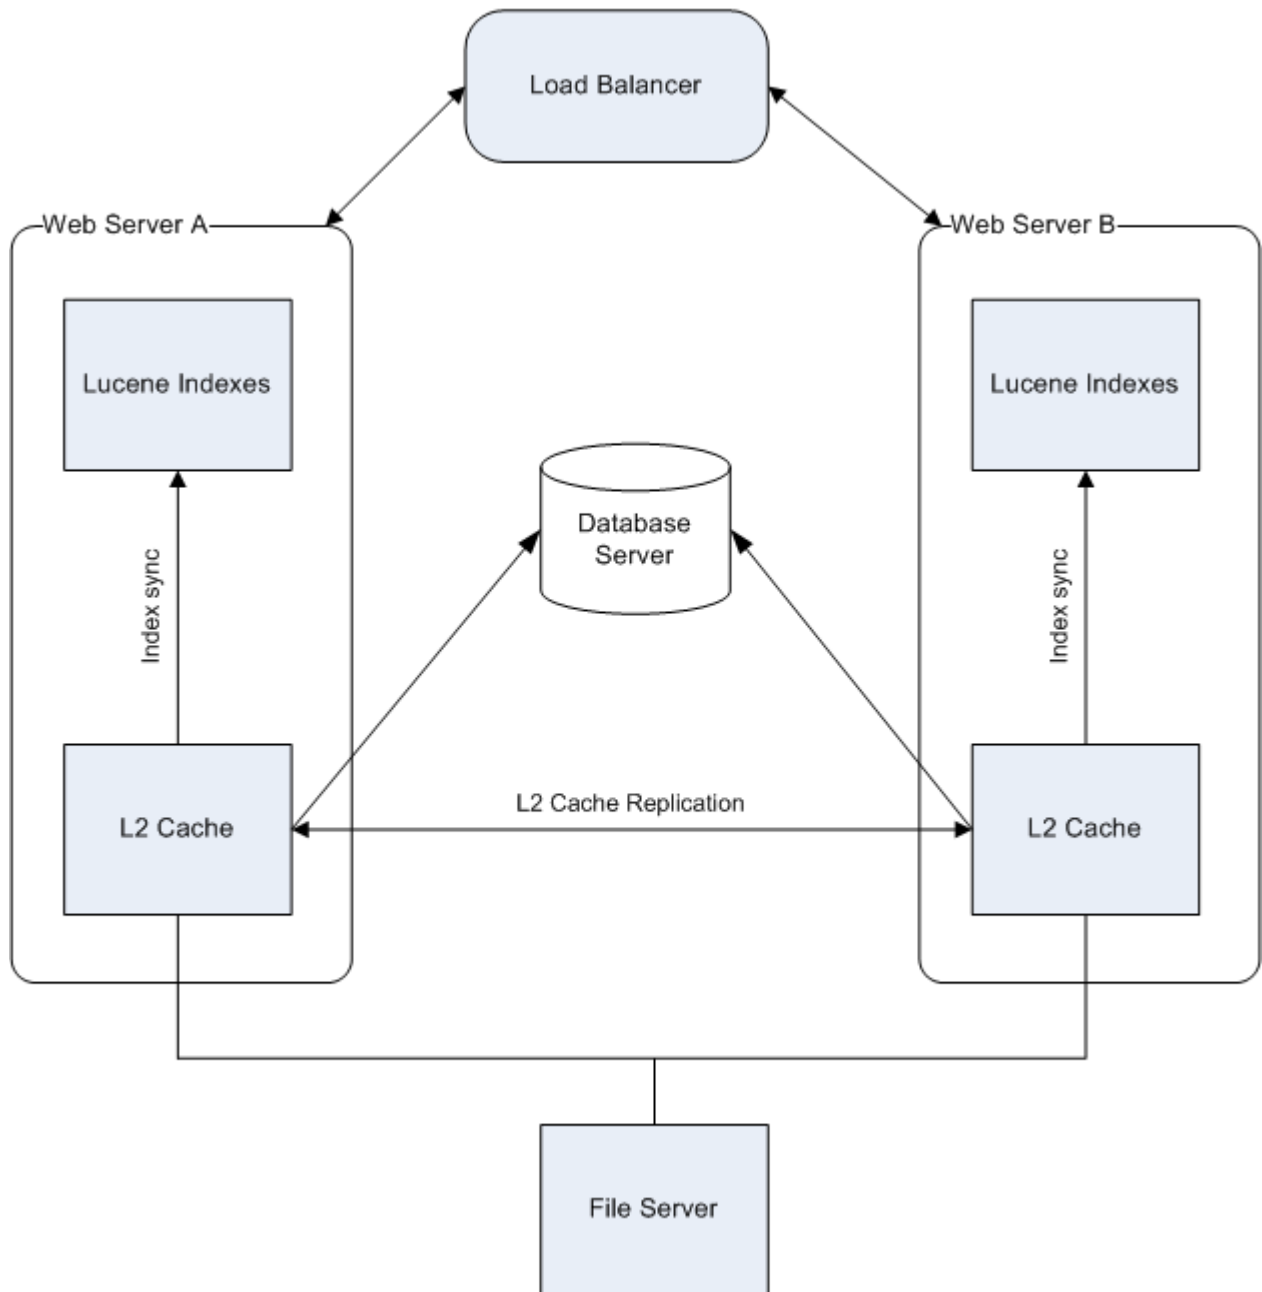 Load Balancer
Web Server A
Web Server B
Lucene Indexes
Lucene Indexes
Database
Server
Index sync
Index sync
L2 Cache Replication
L2 Cache
L2 Cache
File Server